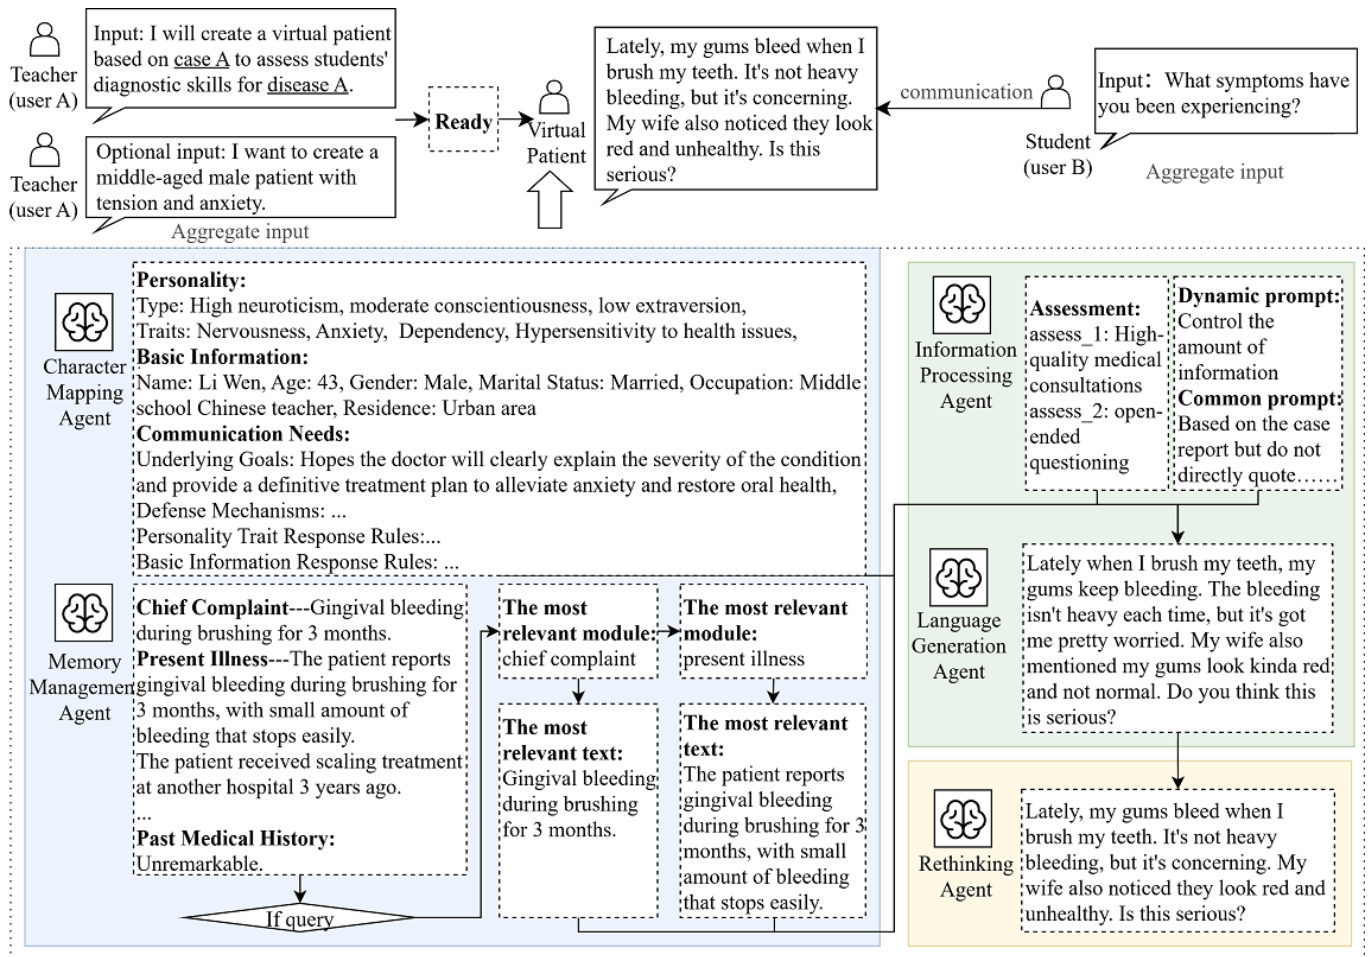 Teacher
(user A)
Input: I will create a virtual patient
based on case A to assess students'
diagnostic skills for disease A.
Teacher
(user A)
Optional input: I want to create a
middle-aged male patient with
tension and anxiety.
Aggregate input
Ready
Virtual
Patient
Lately, my gums bleed when I
brush my teeth. It's not heavy
bleeding, but it's concerning.
My wife also noticed they look
red and unhealthy. Is this
serious?
communication
Student
(user B)
Input: What symptoms have
you been experiencing?
Aggregate input
Character
Mapping
Agent
Personality:
Type: High neuroticism, moderate conscientiousness, low extraversion,
Traits: Nervousness, Anxiety, Dependency, Hypersensitivity to health issues,
Basic Information:
Name: Li Wen, Age: 43, Gender: Male, Marital Status: Married, Occupation: Middle
school Chinese teacher, Residence: Urban area
Communication Needs:
Underlying Goals: Hopes the doctor will clearly explain the severity of the condition
and provide a definitive treatment plan to alleviate anxiety and restore oral health,
Defense Mechanisms: ...
Personality Trait Response Rules:...
Basic Information Response Rules: ...
Memory
Management
Agent
Chief Complaint---Gingival bleeding
during brushing for 3 months.
Present Illness---The patient reports
gingival bleeding during brushing for
3 months, with small amount of
bleeding that stops easily.
The patient received scaling treatment
at another hospital 3 years ago.
...
Past Medical History:
Unremarkable.
If query
The most
relevant module:
chief complaint
The most relevant
module:
present illness
The most
relevant text:
Gingival bleeding
during brushing
for 3 months.
The most relevant
text:
The patient reports
gingival bleeding
during brushing for 3
months, with small
amount of bleeding
that stops easily.
Information
Processing
Agent
Assessment:
assess_1: High-
quality medical
consultations
assess_2: open-
ended
questioning
Dynamic prompt:
Control the
amount of
information
Common prompt:
Based on the case
report but do not
directly quote……
Language
Generation
Agent
Lately when I brush my teeth, my
gums keep bleeding. The bleeding
isn't heavy each time, but it's got
me pretty worried. My wife also
mentioned my gums look kinda red
and not normal. Do you think this
is serious?
Rethinking
Agent
Lately, my gums bleed when I
brush my teeth. It's not heavy
bleeding, but it's concerning. My
wife also noticed they look red and
unhealthy. Is this serious?